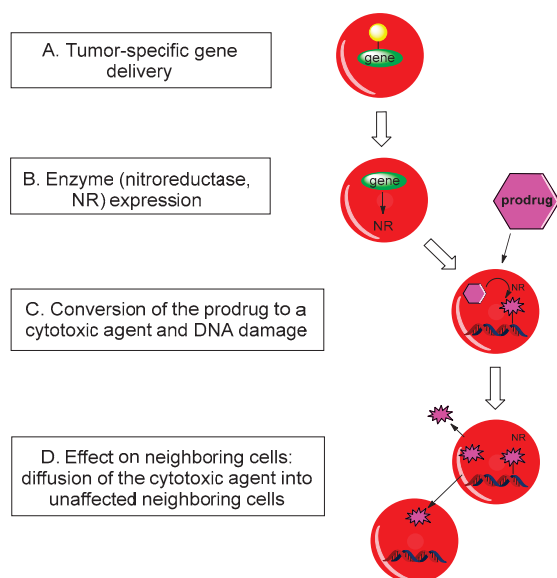 A. Tumor-specific gene
delivery
gene
B. Enzyme (nitroreductase,
NR) expression
gene
NR
prodrug
C. Conversion of the prodrug to a
cytotoxic agent and DNA damage
NR
D. Effect on neighboring cells:
diffusion of the cytotoxic agent into
unaffected neighboring cells
NR